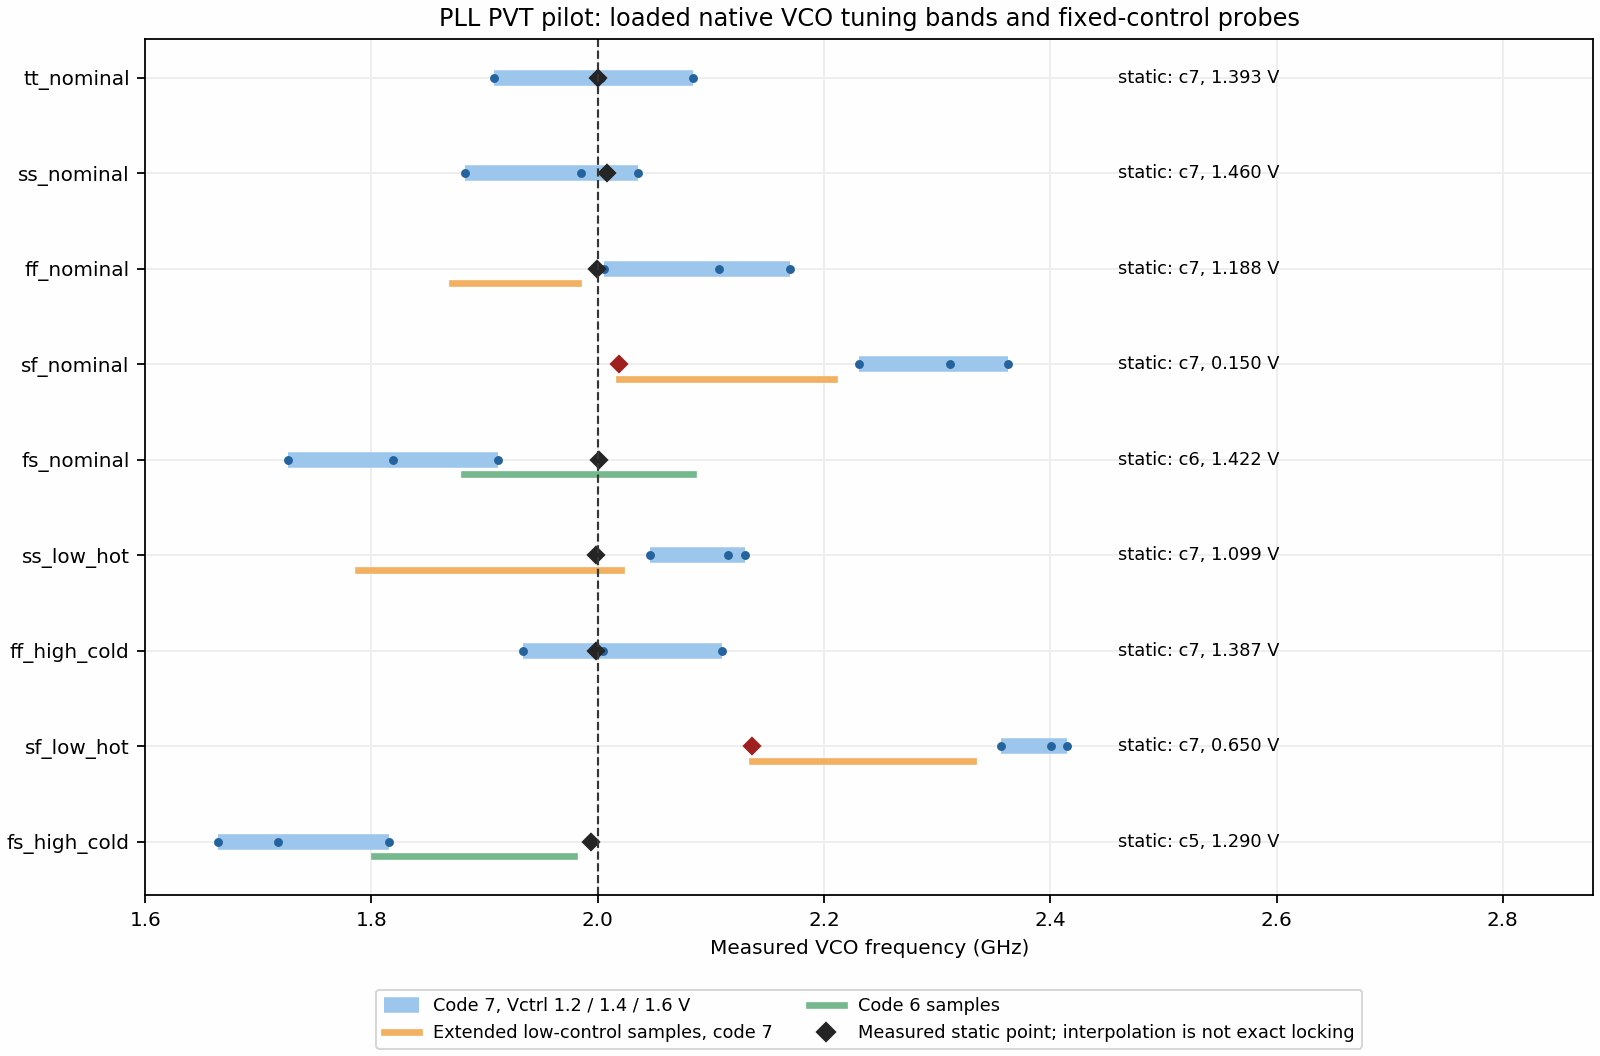 PLL PVT pilot: loaded native VCO tuning bands and fixed-control probes
tt_nominal
static: c7, 1.393 V
ss_nominal
static: c7, 1.460 V
ff_nominal
static: c7, 1.188 V
sf_nominal
static: c7, 0.150 V
fs_nominal
static: c6, 1.422 V
ss_low_hot
static: c7, 1.099 V
ff_high_cold
static: c7, 1.387 V
sf_low_hot
static: c7, 0.650 V
fs_high_cold
static: c5, 1.290 V
1.6 1.8 2.0 2.2 2.4 2.6 2.8
Measured VCO frequency (GHz)
Code 7, Vctrl 1.2 / 1.4 / 1.6 V
Extended low-control samples, code 7
Code 6 samples
Measured static point; interpolation is not exact locking